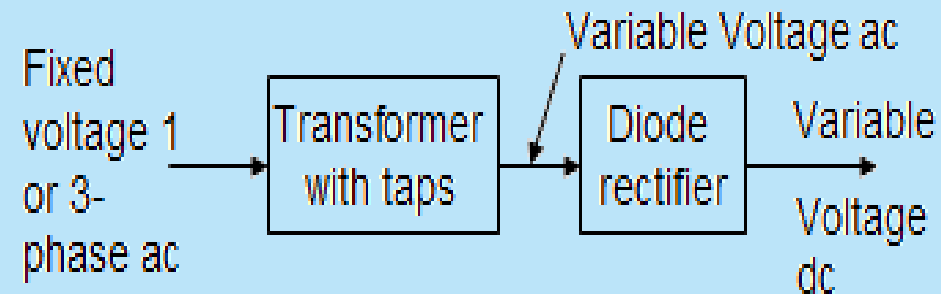 Fixed
voltage 1
or 3-
phase ac
Transformer
with taps
Variable Voltage ac
Diode
rectifier
Variable
Voltage
dc